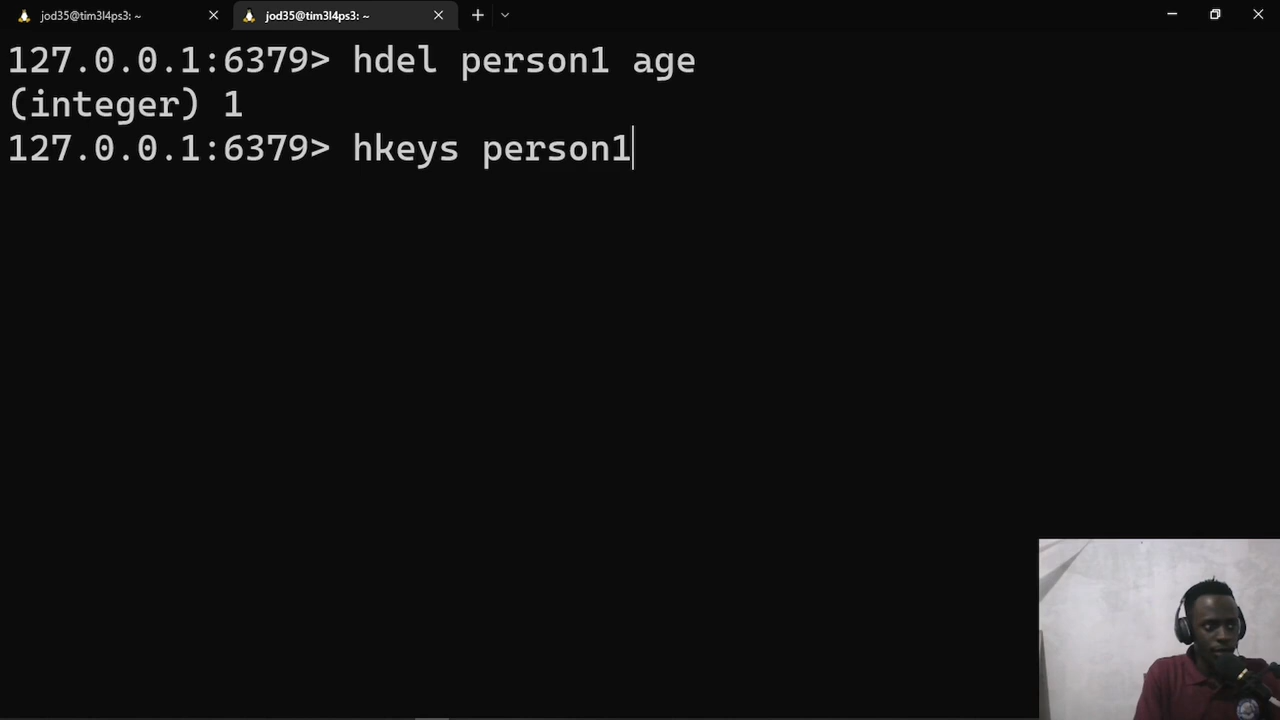 jod35@tim3l4ps3: ~
jod35@tim3l4ps3: ~
127.0.0.1:6379> hdel person1 age
(integer) 1
127.0.0.1:6379> hkeys person1